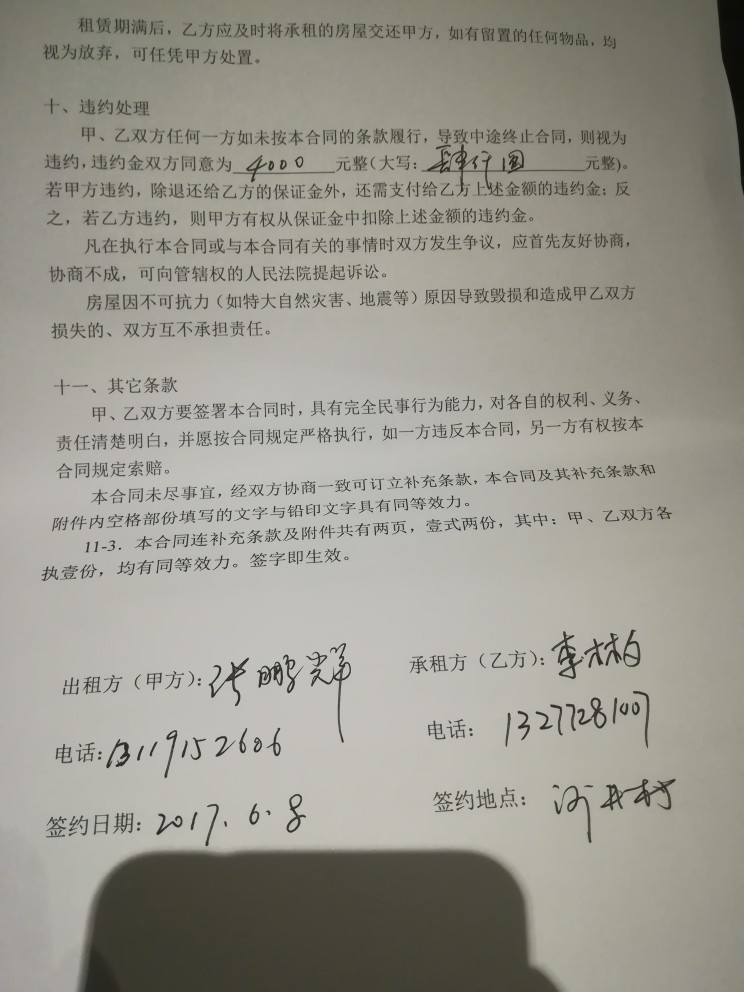 租赁期满后，乙方应及时将承租的房屋交还甲方，如有留置的任何物品，均
视为放弃，可任凭甲方处置。
十、违约处理
甲、乙双方任何一方如未按本合同的条款履行，导致中途终止合同，则视为
违约，违约金双方同意为 4000 元整（大写：肆仟圆 元整)。
若甲方违约，除退还给乙方的保证金外，还需支付给乙方上述金额的违约金；反
之，若乙方违约，则甲方有权从保证金中扣除上述金额的违约金。
凡在执行本合同或与本合同有关的事情时双方发生争议，应首先友好协商，
协商不成，可向管辖权的人民法院提起诉讼。
房屋因不可抗力（如特大自然灾害、地震等）原因导致毁损和造成甲乙双方
损失的、双方互不承担责任。
十一、其它条款
甲、乙双方要签署本合同时，具有完全民事行为能力，对各自的权利、义务、
责任清楚明白，并愿按合同规定严格执行，如一方违反本合同，另一方有权按本
合同规定索赔。
本合同未尽事宜，经双方协商一致可订立补充条款，本合同及其补充条款和
附件内空格部份填写的文字与铅印文字具有同等效力。
11-3．本合同连补充条款及附件共有两页，壹式两份，其中：甲、乙双方各
执壹份，均有同等效力。签字即生效。
出租方（甲方）：张鹏
承租方（乙方）：李林柏
电话：13119152606
电话：13277281007
签约日期：2017.6.8
签约地点：沙井村